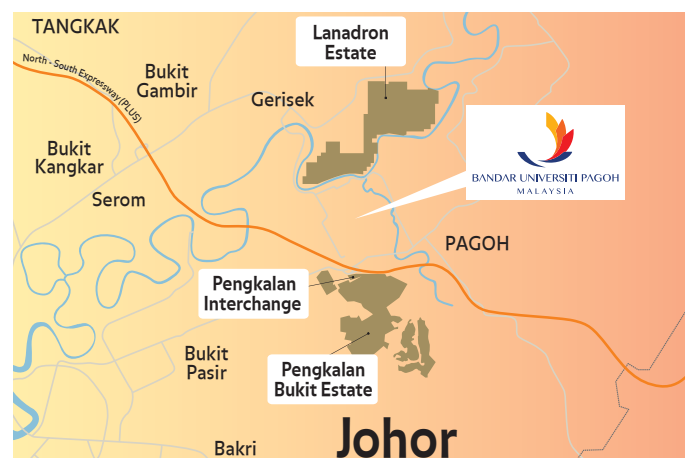 TANGKAK
North - South Expressway (PLUS)
Bukit
Gambir
Lanadron
Estate
Gerisek
Bukit
Kangkar
Serom
BANDAR UNIVERSITI PAGOH
MALAYSIA
PAGOH
Pengkalan
Interchange
Bukit
Pasir
Pengkalan
Bukit Estate
Bakri
Johor